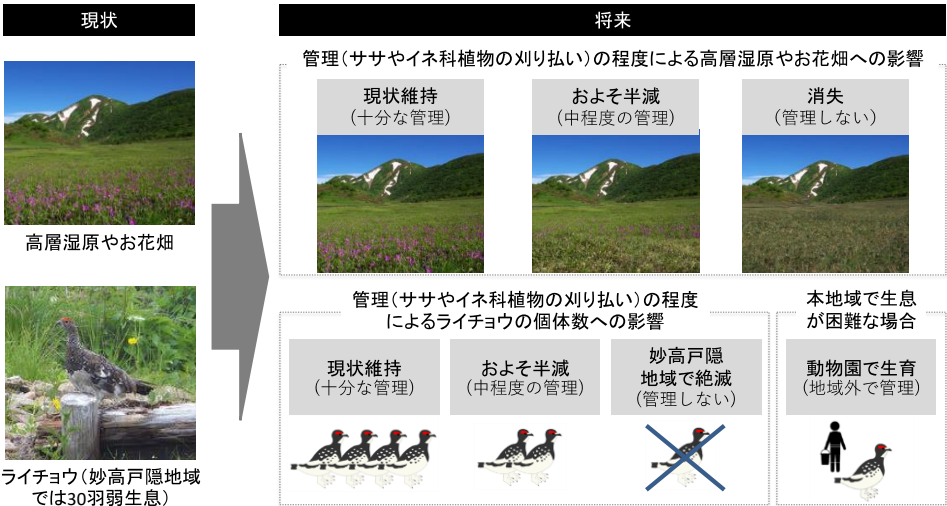 現状
高層湿原やお花畑
ライチョウ（妙高戸隠地域
では30羽弱生息）
将来
管理（ササやイネ科植物の刈り払い）の程度による高層湿原やお花畑への影響
現状維持
（十分な管理）
およそ半減
（中程度の管理）
消失
（管理しない）
管理（ササやイネ科植物の刈り払い）の程度
によるライチョウの個体数への影響
現状維持
（十分な管理）
およそ半減
（中程度の管理）
妙高戸隠
地域で絶滅
（管理しない）
本地域で生息
が困難な場合
動物園で生育
（地域外で管理）